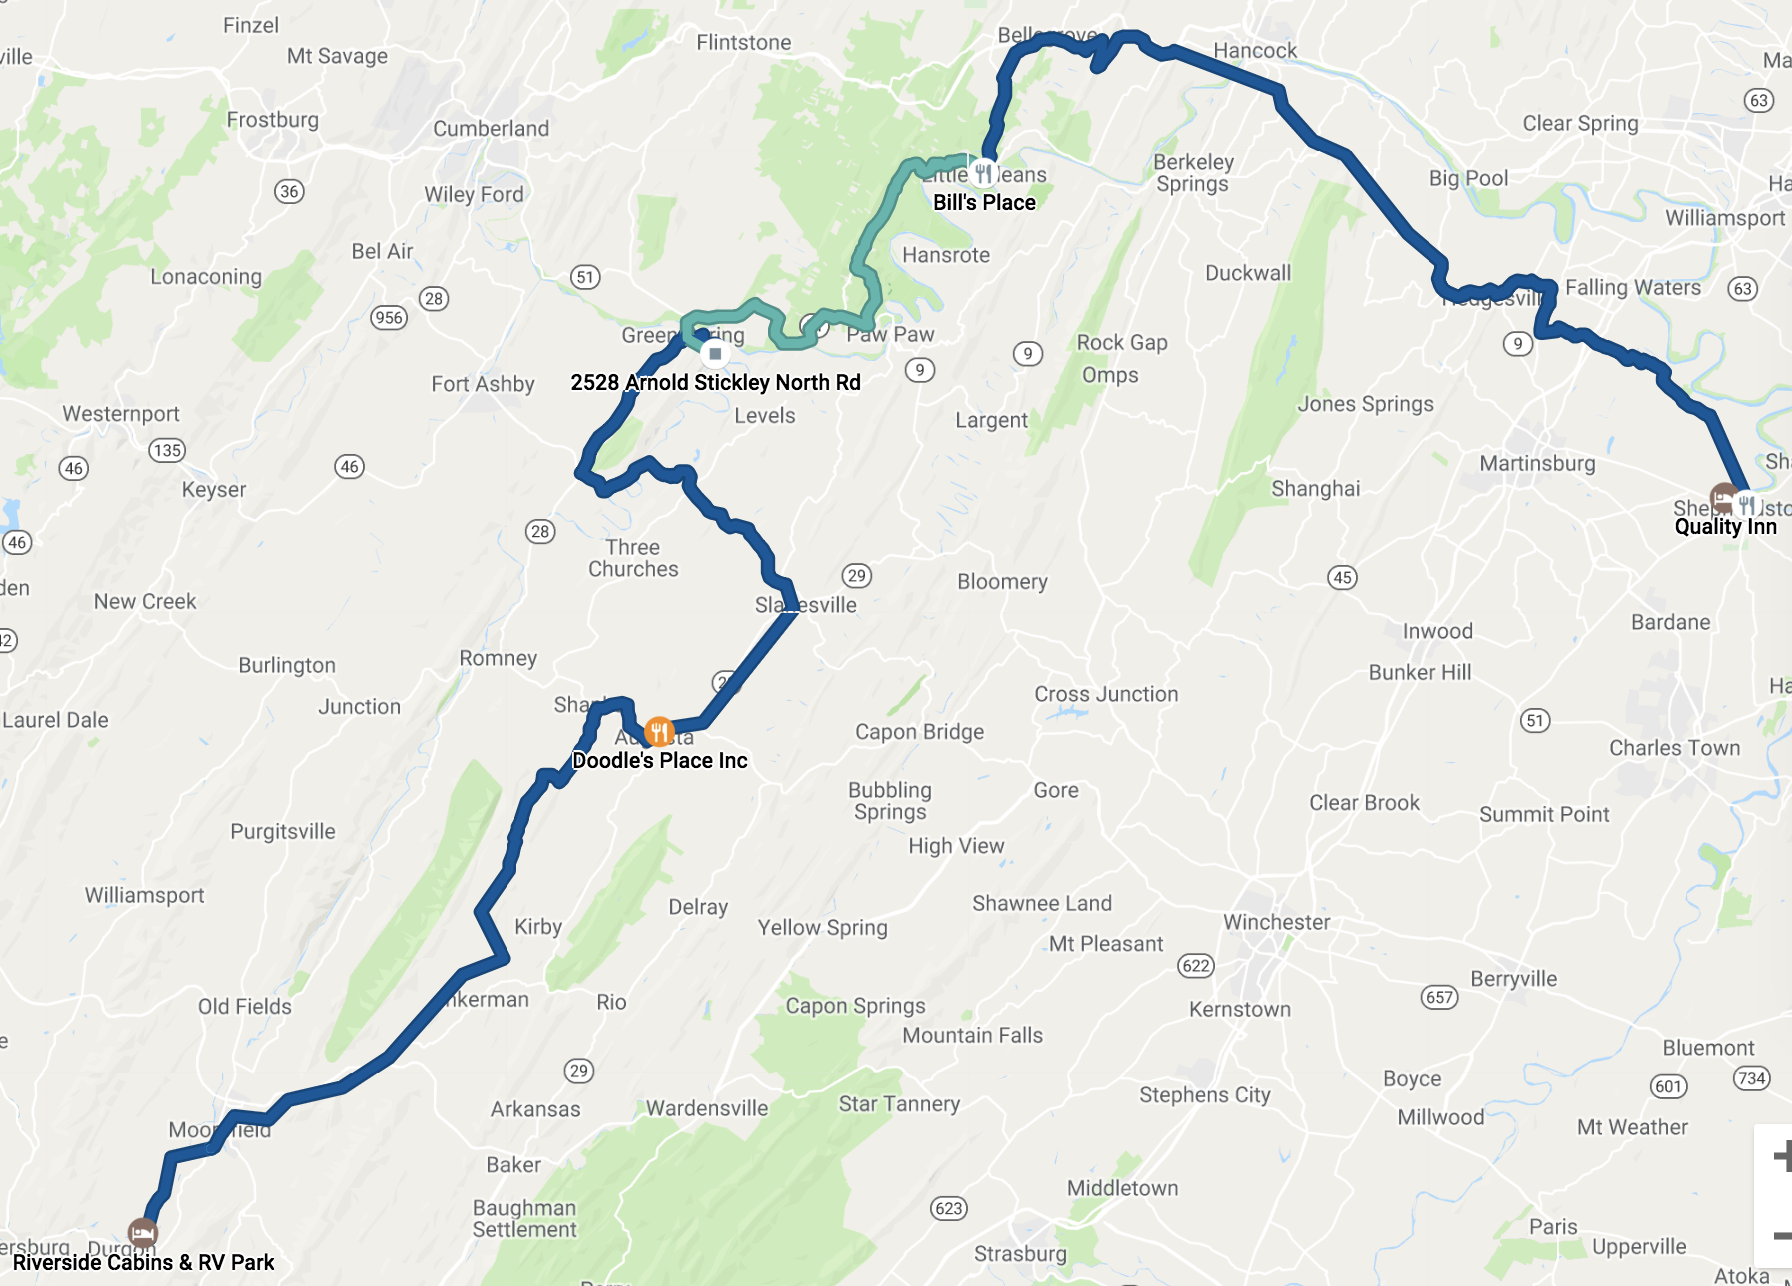 Finzel
ville
Mt Savage
Flintstone
Bellegrove
Hancock
Frostburg
Cumberland
63
Clear Spring
36
Wiley Ford
Little Orleans
Bill's Place
Berkeley
Springs
Big Pool
Ha
Williamsport
Bel Air
Lonaconing
51
Hansrote
Duckwall
28
956
Falling Waters
63
Hedgesville
Green Spring
Paw Paw
9
9
9
Rock Gap
Omps
2528 Arnold Stickley North Rd
Fort Ashby
Levels
Largent
Jones Springs
Westernport
135
46
46
Keyser
Martinsburg
Sh
Shanghai
Quality Inn
46
28
Three
Churches
29
Bloomery
45
den
New Creek
Slanesville
Bardane
Inwood
42
Burlington
Romney
Bunker Hill
Junction
Cross Junction
Ha
Laurel Dale
Capon Bridge
51
Charles Town
Augusta
Doodle's Place Inc
Bubbling
Springs
Gore
Clear Brook
Summit Point
Purgitsville
High View
Williamsport
Kirby
Delray
Yellow Spring
Shawnee Land
Winchester
Mt Pleasant
622
Berryville
657
Old Fields
nkerman
Rio
Capon Springs
Kernstown
Mountain Falls
Bluemont
29
Boyce
601
734
Arkansas
Wardensville
Star Tannery
Stephens City
Millwood
Mt Weather
Moorefield
Baker
Middletown
Baughman
Settlement
623
Paris
Upperville
Strasburg
ersburg
Durgon
Riverside Cabins & RV Park
Atoka